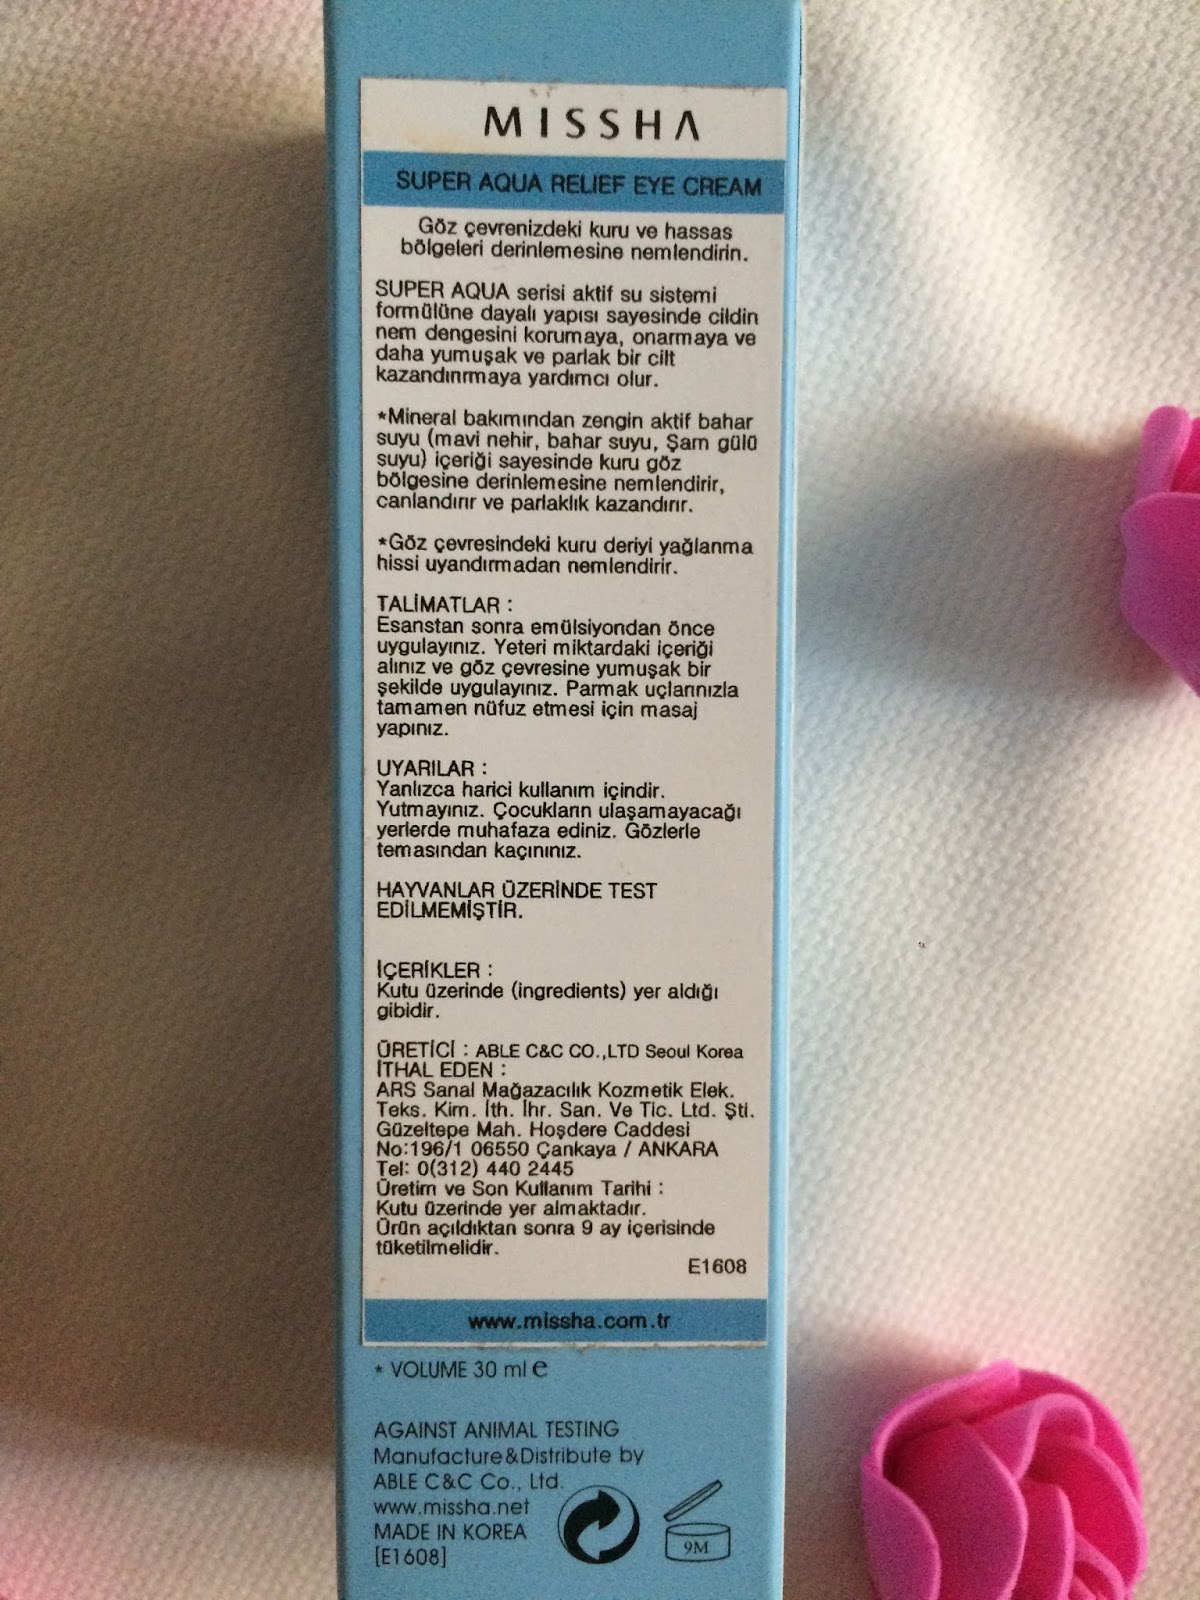 MISSHA
SUPER AQUA RELIEF EYE CREAM
Göz çevrenizdeki kuru ve hassas
bölgeleri derinlemesine nemlendirin.
SUPER AQUA serisi aktif su sistemi
formülüne dayalı yapısı sayesinde cildin
nem dengesini korumaya, onarmaya ve
daha yumuşak ve parlak bir cilt
kazandınrmaya yardımcı olur.
*Mineral bakımından zengin aktif bahar
suyu (mavi nehir, bahar suyu, Şam gülü
suyu) içeriği sayesinde kuru göz
bölgesine derinlemesine nemlendirir,
canlandırır ve parlaklık kazandırır.
*Göz çevresindeki kuru deriyi yağlanma
hissi uyandırmadan nemlendirir.
TALİMATLAR :
Esanstan sonra emülsiyondan önce
uygulayınız. Yeteri miktardaki içeriği
alınız ve göz çevresine yumuşak bir
şekilde uygulayınız. Parmak uçlarınızla
tamamen nüfuz etmesi için masaj
yapınız.
UYARILAR :
Yanlızca harici kullanım içindir.
Yutmayınız. Çocukların ulaşamayacağı
yerlerde muhafaza ediniz. Gözlerle
temasından kaçınınız.
HAYVANLAR ÜZERİNDE TEST
EDİLMEMİŞTİR.
İÇERİKLER :
Kutu üzerinde (ingredients) yer aldığı
gibidir.
ÜRETİCİ : ABLE C&C CO.,LTD Seoul Korea
İTHAL EDEN :
ARS Sanal Mağazacılık Kozmetik Elek.
Teks. Kim. İth. İhr. San. Ve Tic. Ltd. Şti.
Güzeltepe Mah. Hoşdere Caddesi
No:196/1 06550 Çankaya / ANKARA
Tel: 0(312) 440 2445
Üretim ve Son Kullanım Tarihi :
Kutu üzerinde yer almaktadır.
Ürün açıldıktan sonra 9 ay içerisinde
tüketilmelidir.
E1608
www.missha.com.tr
* VOLUME 30 ml e
AGAINST ANIMAL TESTING
Manufacture&Distribute by
ABLE C&C Co., Ltd.
www.missha.net
MADE IN KOREA
[E1608]
9M